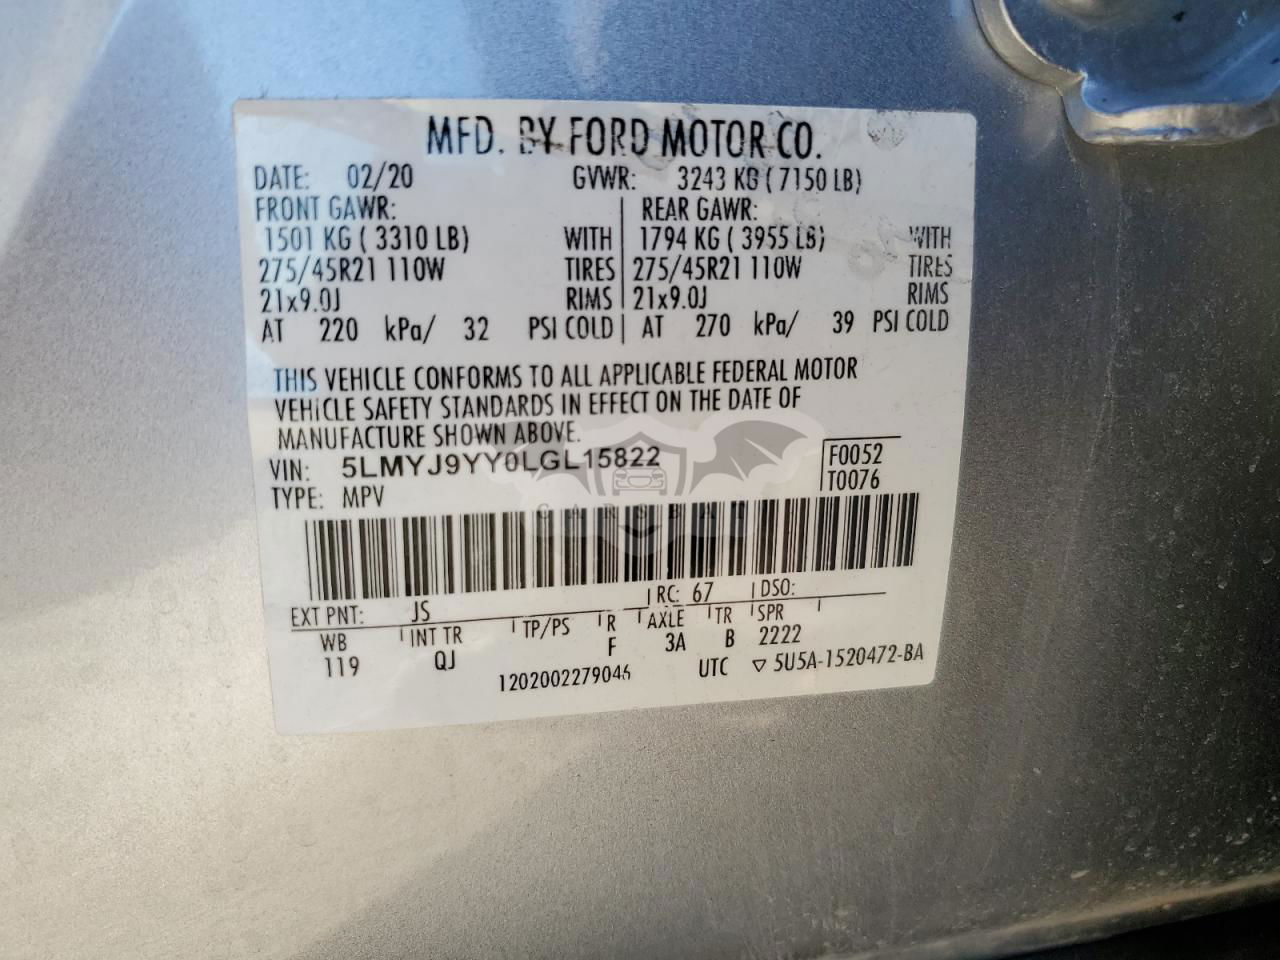 MFD. BY FORD MOTOR CO.
DATE: 02/20 GVWR: 3243 KG ( 7150 LB)
FRONT GAWR: REAR GAWR:
1501 KG ( 3310 LB) WITH 1794 KG ( 3955 LB) WITH
275/45R21 110W TIRES 275/45R21 110W TIRES
21x9.0J RIMS 21x9.0J RIMS
AT 220 kPa/ 32 PSI COLD AT 270 kPa/ 39 PSI COLD
THIS VEHICLE CONFORMS TO ALL APPLICABLE FEDERAL MOTOR
VEHICLE SAFETY STANDARDS IN EFFECT ON THE DATE OF
MANUFACTURE SHOWN ABOVE.
VIN: 5LMYJ9YY0LGL15822 F0052
TYPE: MPV T0076
CARSBAT
EXT PNT: JS RC: 67 DSO:
WB INT TR TP/PS R AXLE TR SPR
119 QJ F 3A B 2222
1202002279046 UTC ▽ 5U5A-1520472-BA